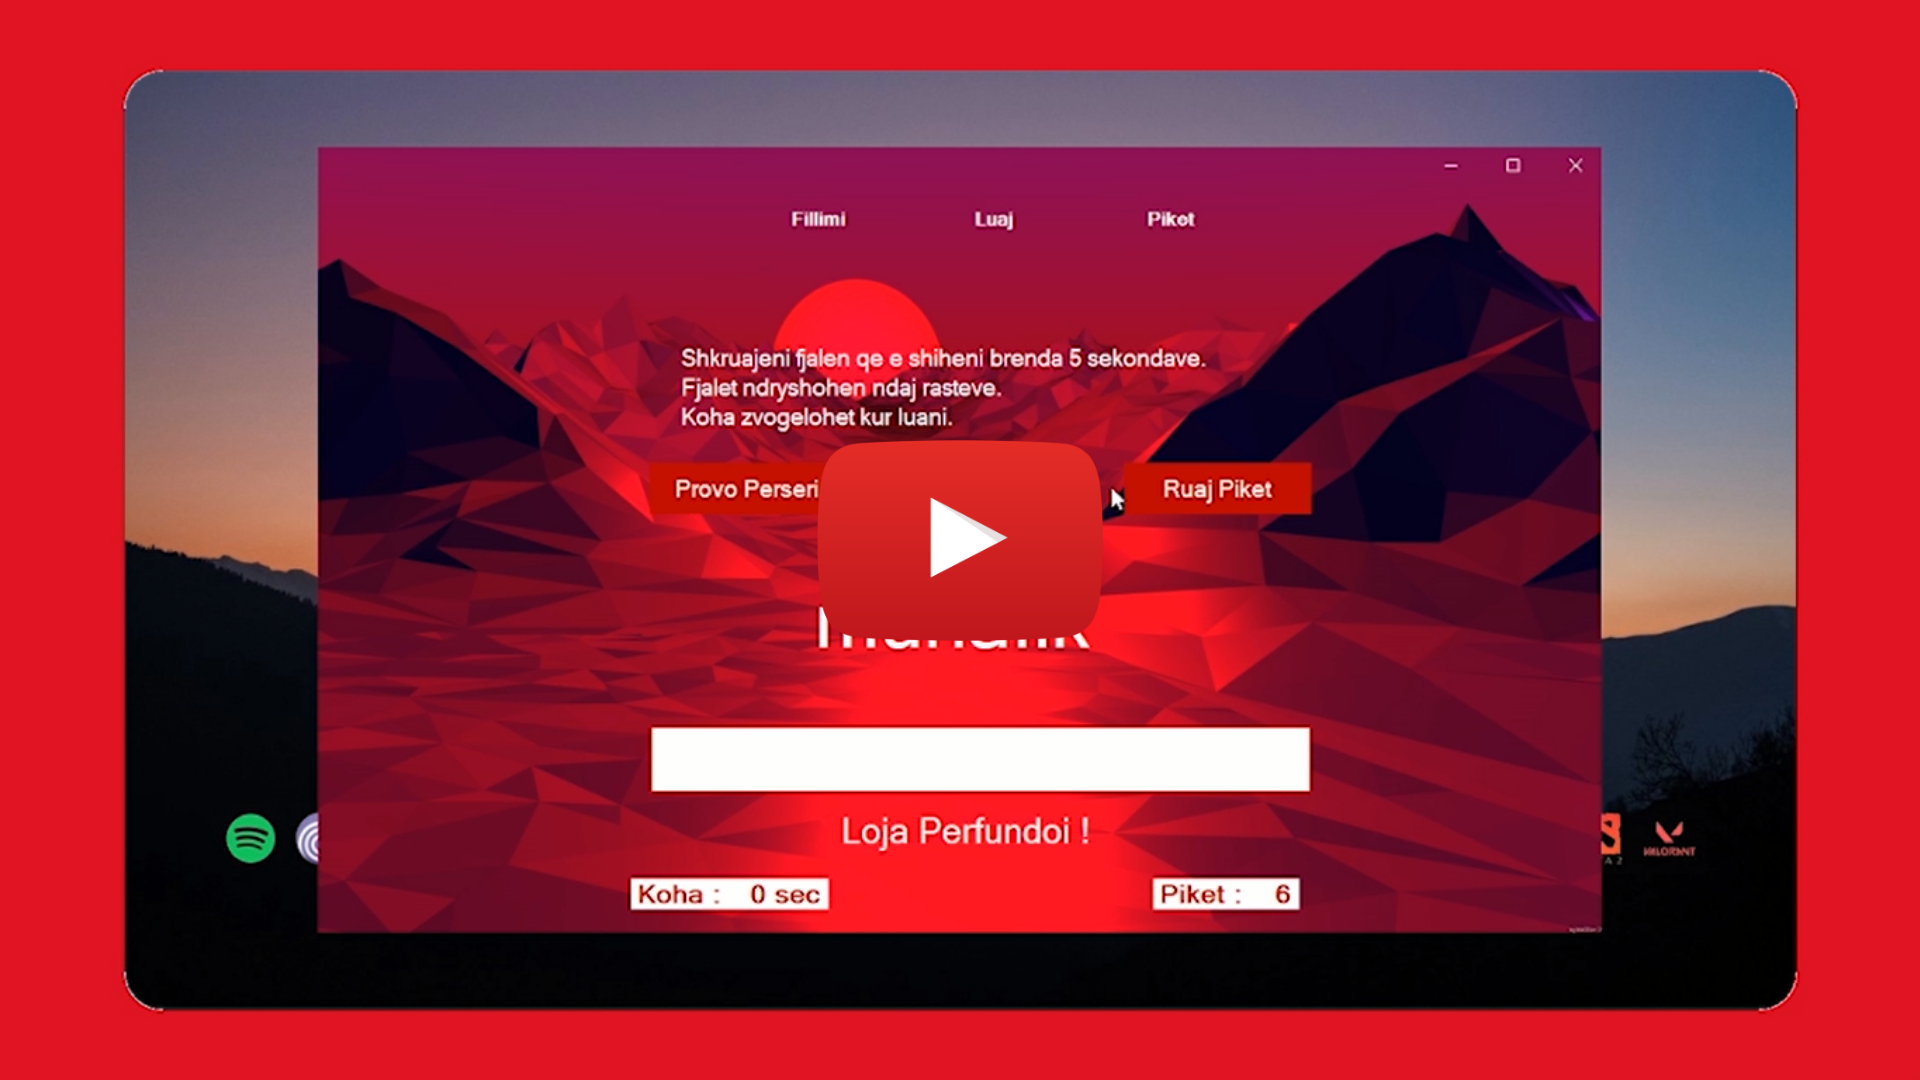 Fillimi Luaj Piket
Shkruajeni fjalen qe e shiheni brenda 5 sekondave.
Fjalet ndryshohen ndaj rasteve.
Koha zvogelohet kur luani.
Provo Perseri Ruaj Piket
Loja Perfundoi !
VALORANT
Koha : 0 sec Piket : 6